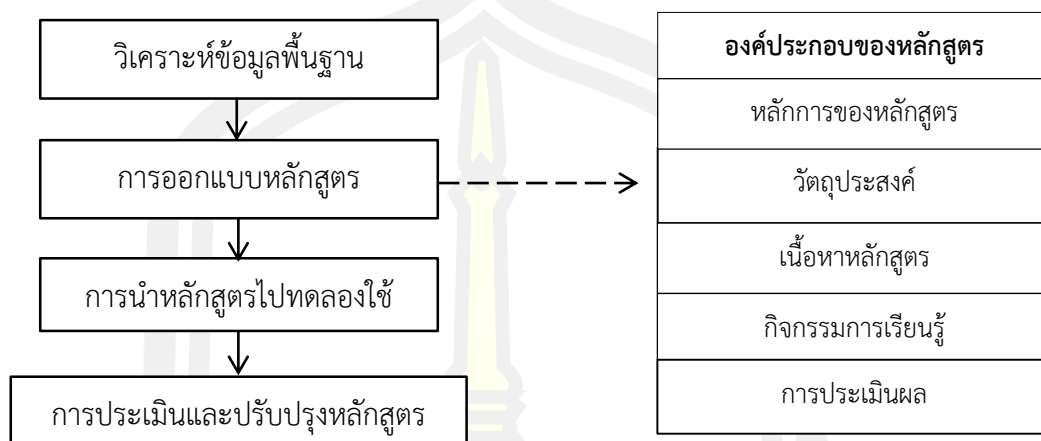 วิเคราะห์ข้อมูลพื้นฐาน
การออกแบบหลักสูตร
การนำหลักสูตรไปทดลองใช้
การประเมินและปรับปรุงหลักสูตร
องค์ประกอบของหลักสูตร
หลักการของหลักสูตร
วัตถุประสงค์
เนื้อหาหลักสูตร
กิจกรรมการเรียนรู้
การประเมินผล